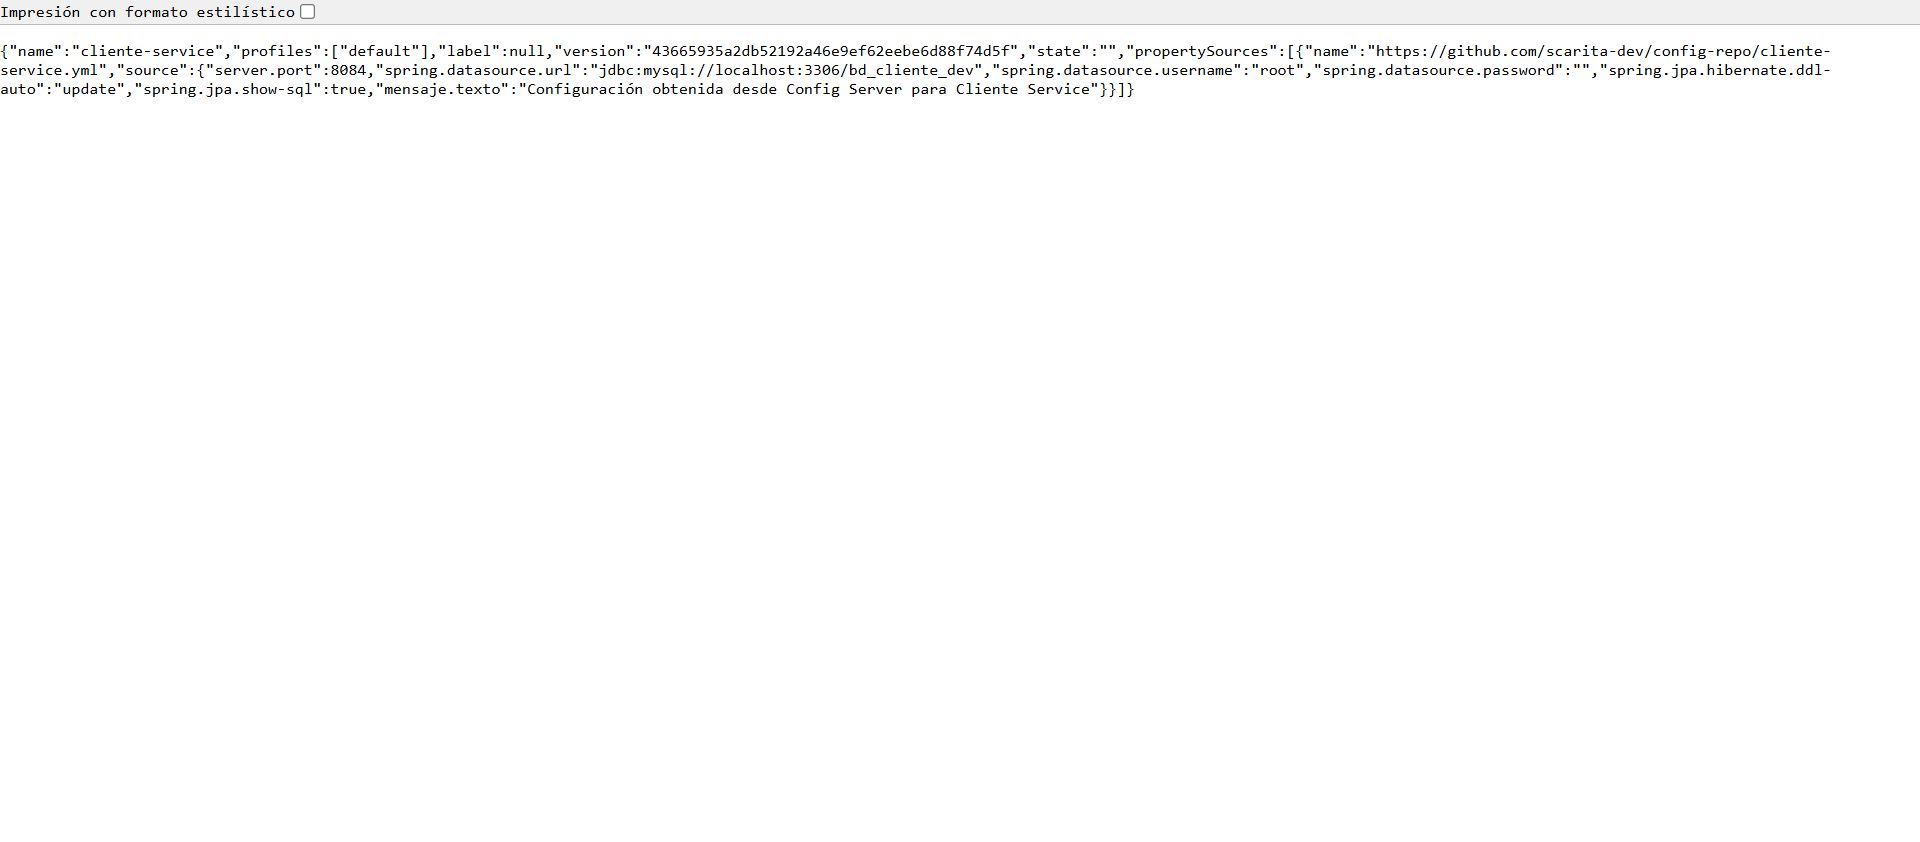 Impresión con formato estilístico
{"name":"cliente-service","profiles":["default"],"label":null,"version":"43665935a2db52192a46e9ef62eebe6d88f74d5f","state":"","propertySources":[{"name":"https://github.com/scarita-dev/config-repo/cliente-
service.yml","source":{"server.port":8084,"spring.datasource.url":"jdbc:mysql://localhost:3306/bd_cliente_dev","spring.datasource.username":"root","spring.datasource.password":"","spring.jpa.hibernate.ddl-
auto":"update","spring.jpa.show-sql":true,"mensaje.texto":"Configuración obtenida desde Config Server para Cliente Service"}}]}